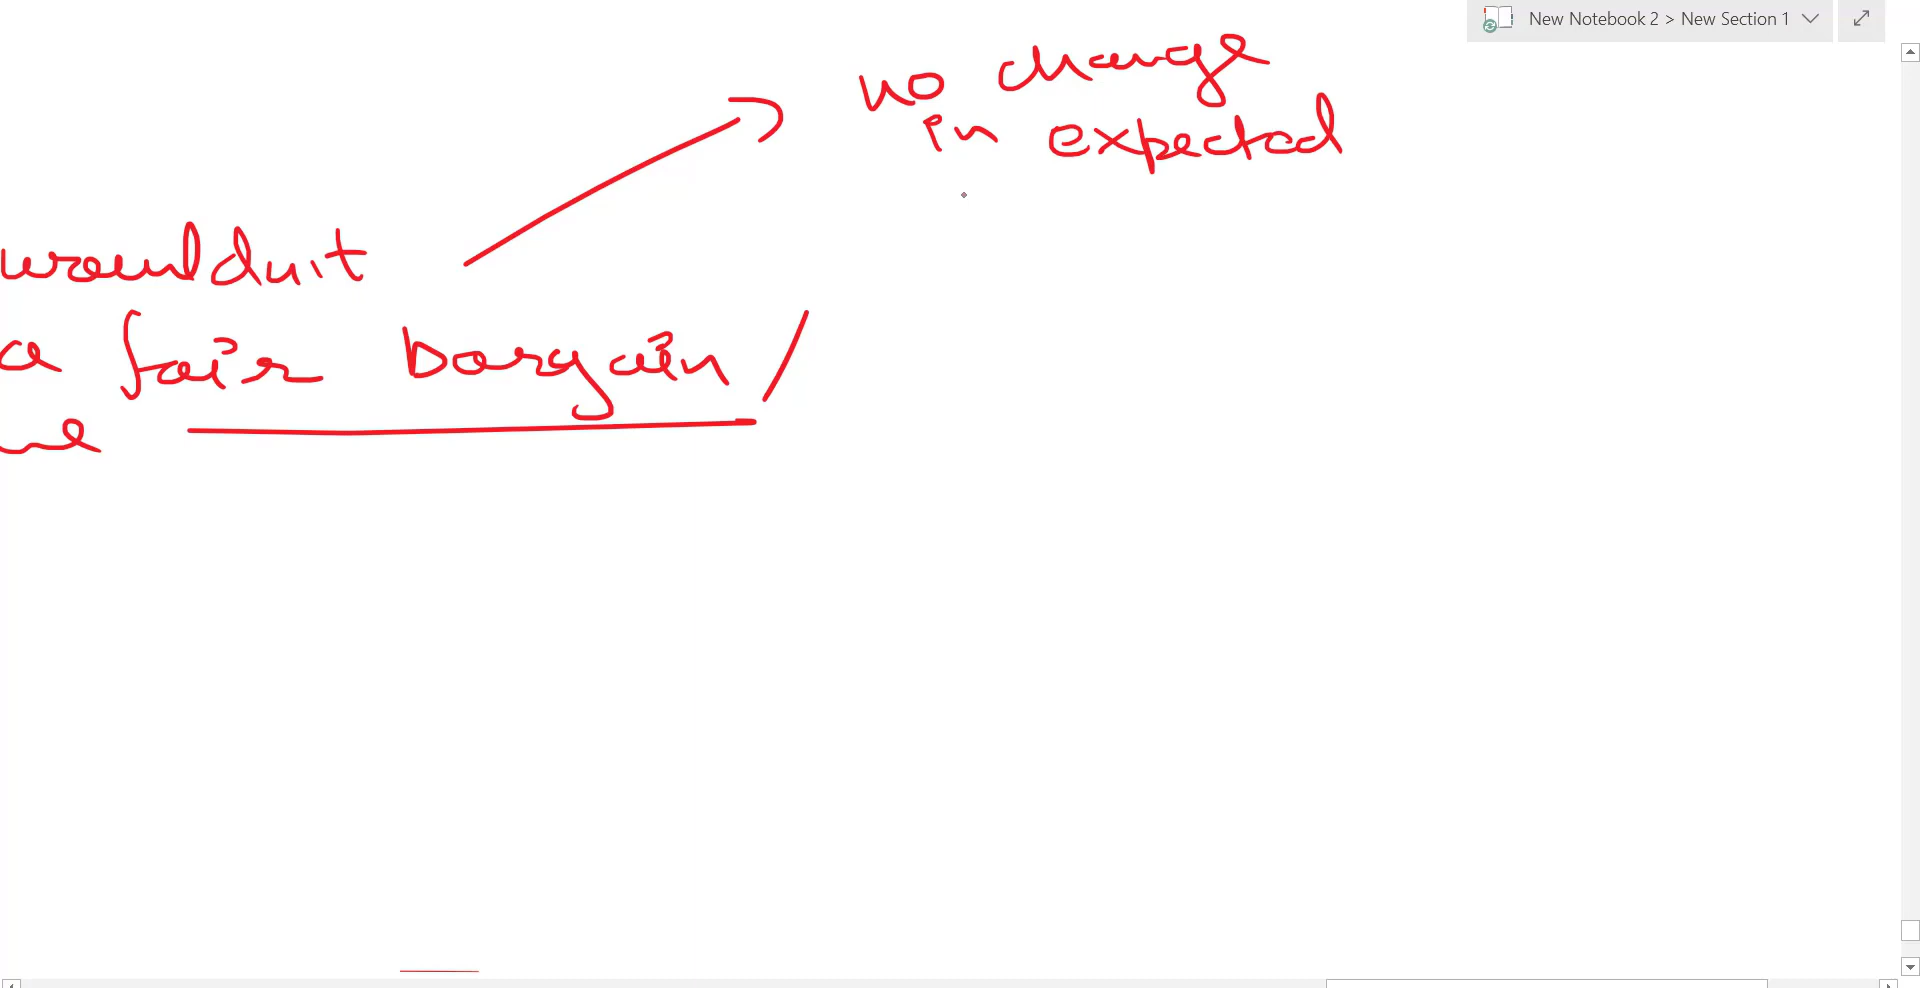 New Notebook 2 > New Section 1
no change
in expected
wouldn't
a fair bargain /